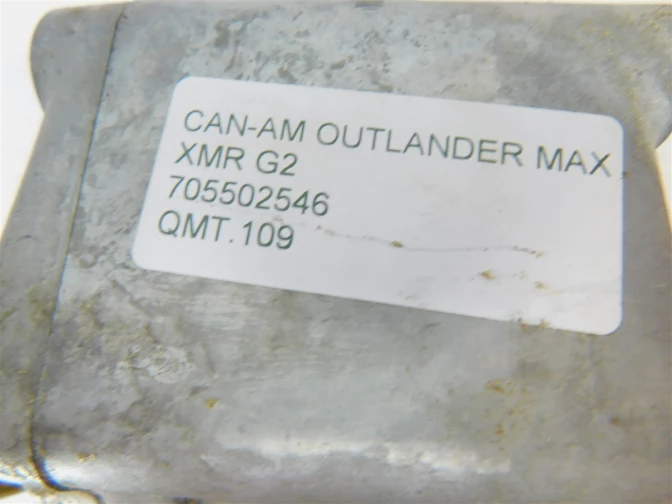 CAN-AM OUTLANDER MAX
XMR G2
705502546
QMT.109